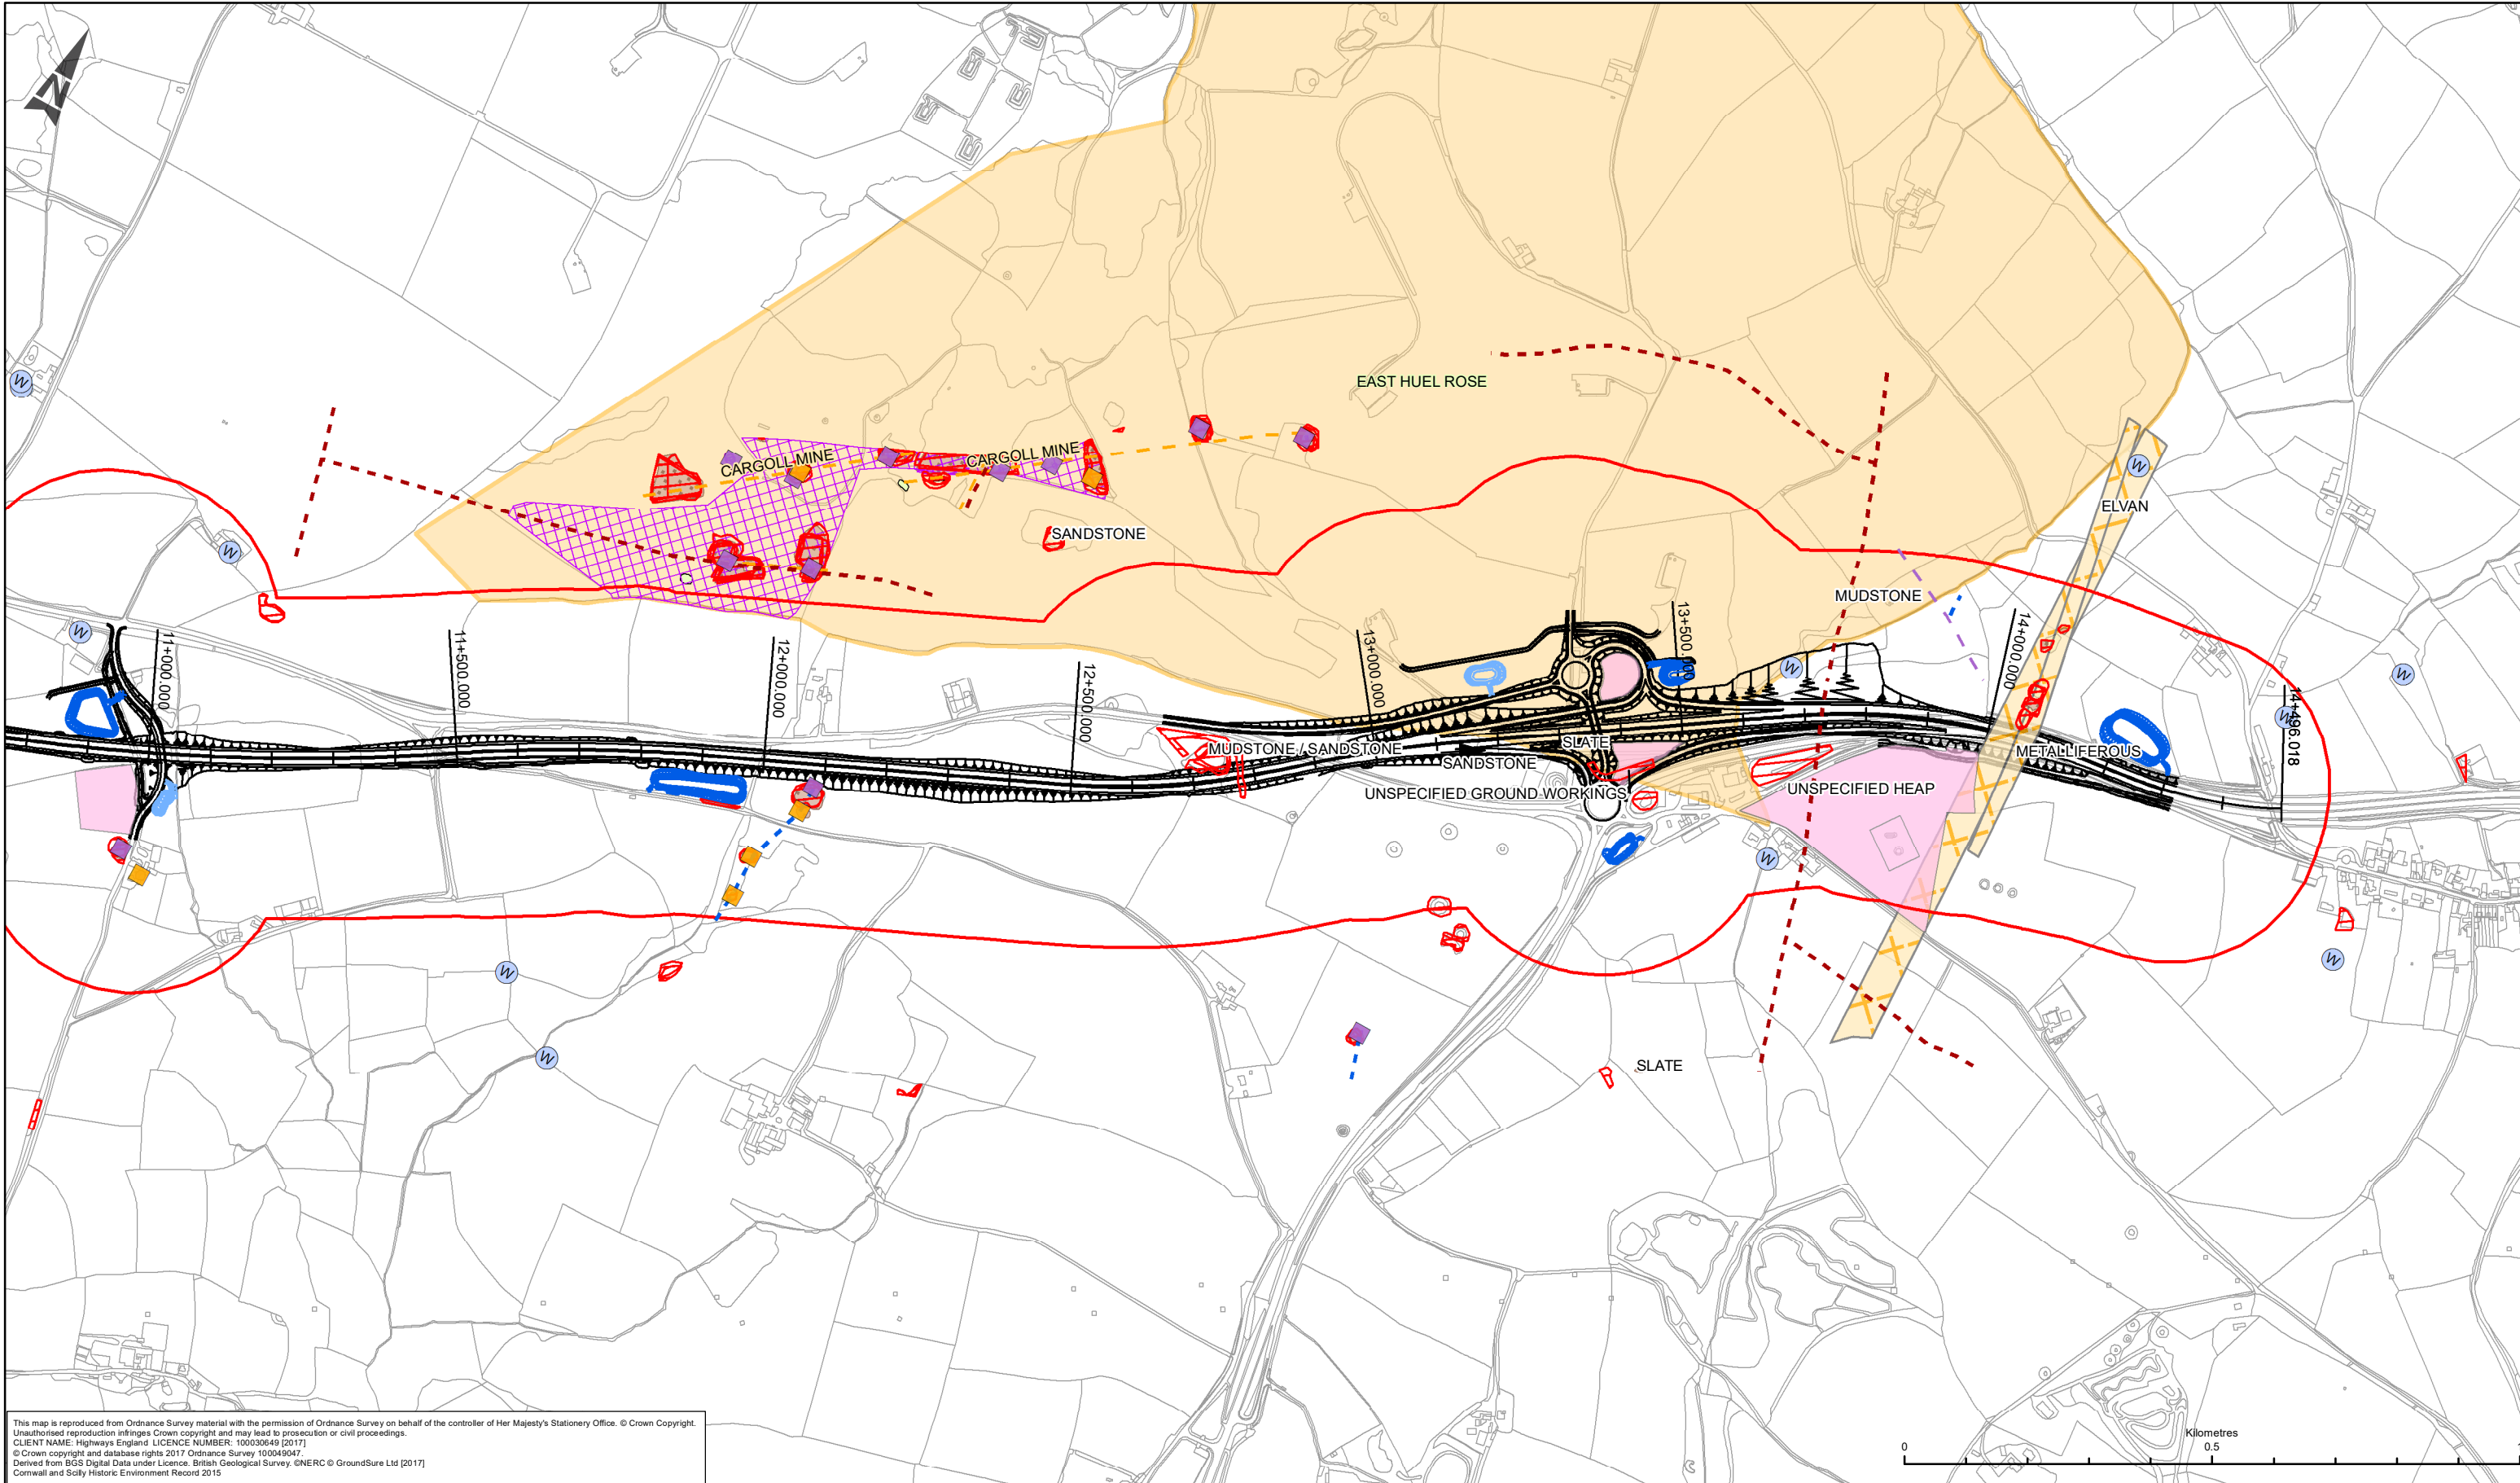 N
EAST HUEL ROSE
W
CARGOLL MINE
CARGOLL MINE
W
ELVAN
SANDSTONE
W
MUDSTONE
W
11+000.000
11+500.000
12+000.000
12+500.000
13+000.000
13+500.000
14+000.000
14+496.018
W
W
W
MUDSTONE / SANDSTONE
SLATE
METALLIFEROUS
SANDSTONE
UNSPECIFIED GROUND WORKINGS
UNSPECIFIED HEAP
W
W
W
W
SLATE
This map is reproduced from Ordnance Survey material with the permission of Ordnance Survey on behalf of the controller of Her Majesty's Stationery Office. © Crown Copyright.
Unauthorised reproduction infringes Crown copyright and may lead to prosecution or civil proceedings.
CLIENT NAME: Highways England LICENCE NUMBER: 100030649 [2017]
© Crown copyright and database rights 2017 Ordnance Survey 100049047.
Derived from BGS Digital Data under Licence. British Geological Survey. ©NERC © GroundSure Ltd [2017]
Cornwall and Scilly Historic Environment Record 2015
Kilometres
0 0.5